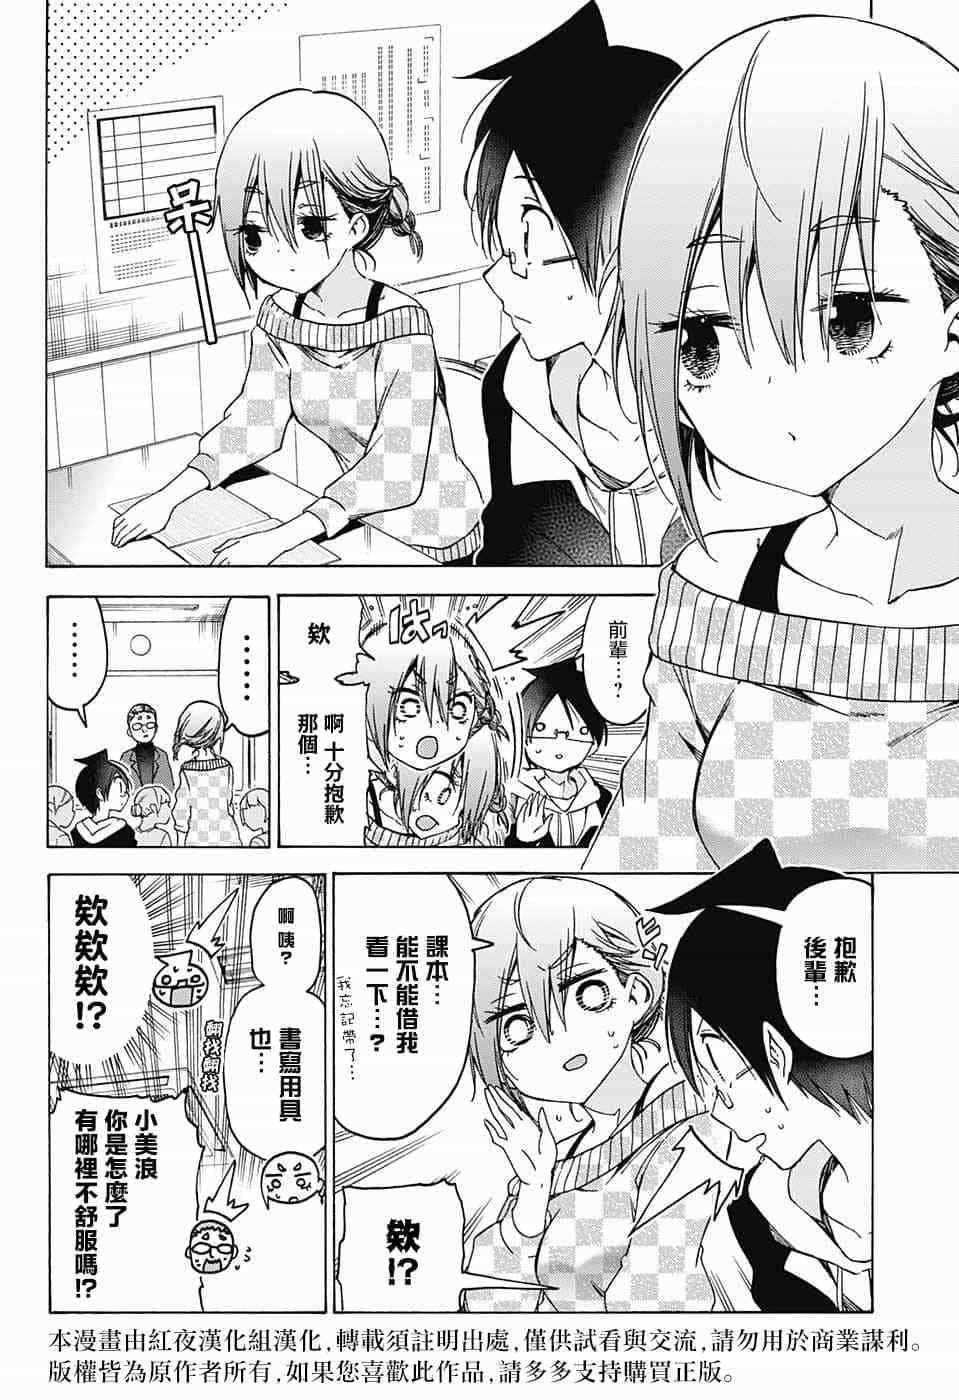 呆
前輩…?
はっ
欸
啊 十分抱歉
那個…
……
……
抱歉
後輩…
課本…
能不能借我
看一下…?
我忘記帶了…
欸!?
啊
咦?
書寫用具
也…
翻找翻找
欸欸欸!?
小美浪
你是怎麼了
有哪裡不舒服嗎!?
本漫畫由紅夜漢化組漢化,轉載須註明出處,僅供試看與交流,請勿用於商業謀利。
版權皆為原作者所有,如果您喜歡此作品,請多多支持購買正版。